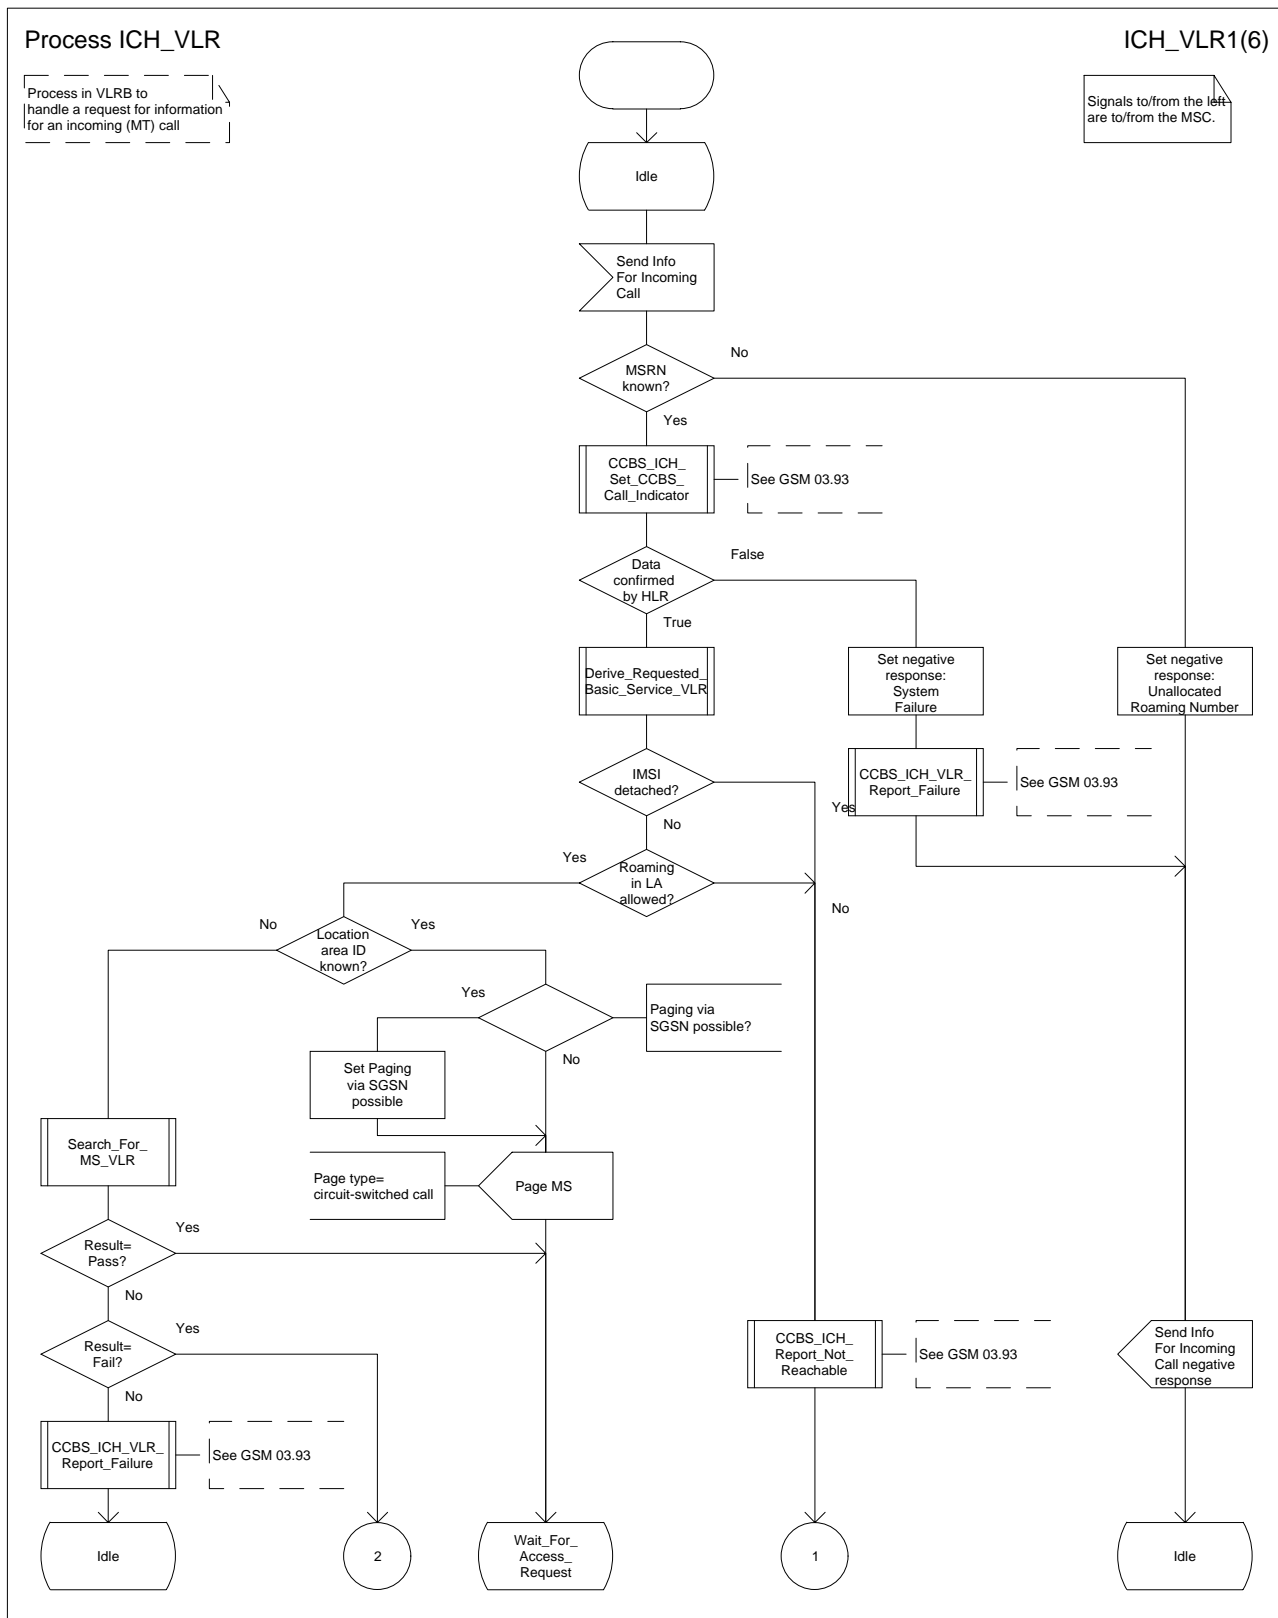 Process ICH_VLR
ICH_VLR1(6)
Process in VLRB to
handle a request for information
for an incoming (MT) call
Signals to/from the left
are to/from the MSC.
Idle
Send Info
For Incoming
Call
No
MSRN
known?
Yes
CCBS_ICH_
Set_CCBS_
Call_Indicator
See GSM 03.93
False
Data
confirmed
by HLR
True
Derive_Requested_
Basic_Service_VLR
Set negative
response:
System
Failure
Set negative
response:
Unallocated
Roaming Number
IMSI
detached?
CCBS_ICH_VLR_
Report_Failure
See GSM 03.93
Yes
No
Yes
Roaming
in LA
allowed?
No
No
Yes
Location
area ID
known?
Yes
Paging via
SGSN possible?
No
Set Paging
via SGSN
possible
Search_For_
MS_VLR
Page type=
circuit-switched call
Page MS
Yes
Result=
Pass?
No
Yes
Result=
Fail?
CCBS_ICH_
Report_Not_
Reachable
See GSM 03.93
Send Info
For Incoming
Call negative
response
No
CCBS_ICH_VLR_
Report_Failure
See GSM 03.93
Idle
2
Wait_For_
Access_
Request
1
Idle